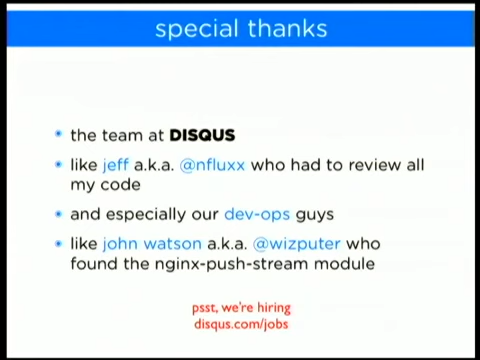 special thanks
the team at DISQUS
like jeff a.k.a. @nfluxx who had to review all
my code
and especially our dev-ops guys
like john watson a.k.a. @wizputer who
found the nginx-push-stream module
psst, we're hiring
disqus.com/jobs